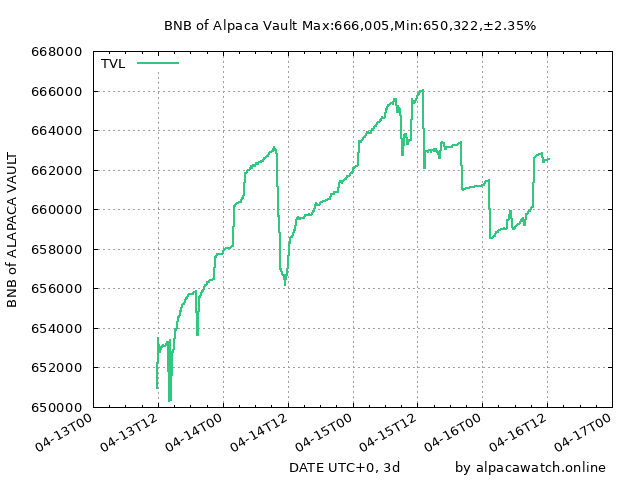 BNB of Alpaca Vault Max:666,005,Min:650,322,±2.35%
TVL
668000
666000
664000
662000
660000
658000
656000
654000
652000
650000
BNB of ALAPACA VAULT
04-13T00
04-13T12
04-14T00
04-14T12
04-15T00
04-15T12
04-16T00
04-16T12
04-17T00
DATE UTC+0, 3d
by alpacawatch.online